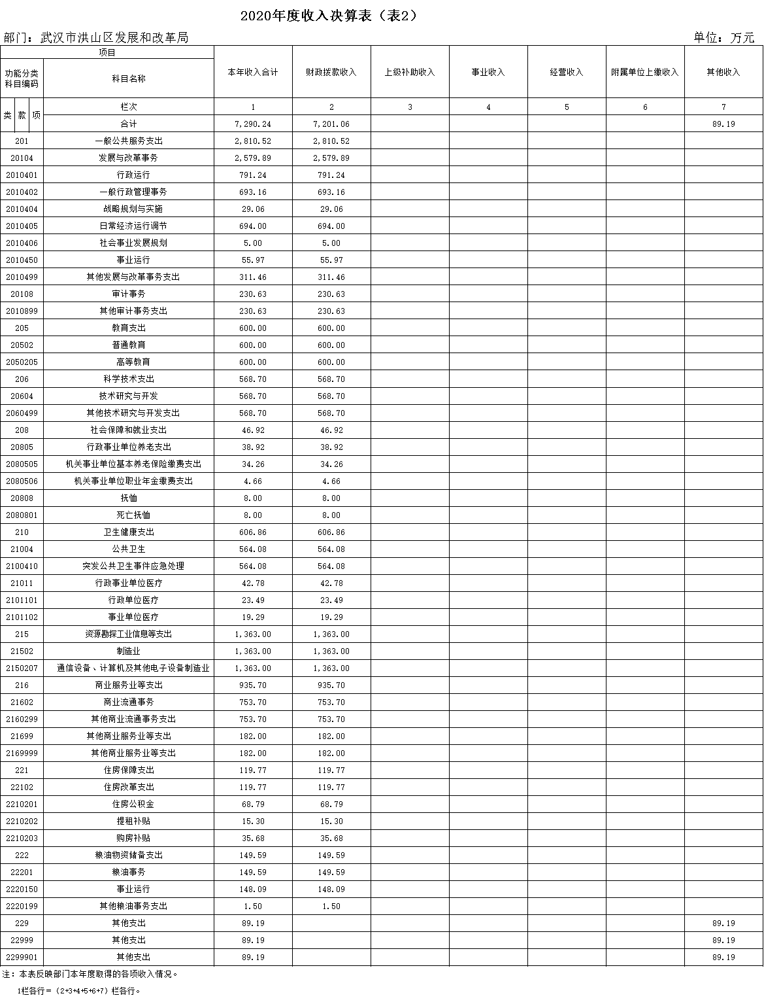 2020年度收入决算表（表2）
部门：武汉市洪山区发展和改革局 单位：万元
项目
功能分类科目编码 科目名称 本年收入合计 财政拨款收入 上级补助收入 事业收入 经营收入 附属单位上缴收入 其他收入
类 款 项 栏次 1 2 3 4 5 6 7
合计 7,290.24 7,201.06 89.19
201 一般公共服务支出 2,810.52 2,810.52
20104 发展与改革事务 2,579.89 2,579.89
2010401 行政运行 791.24 791.24
2010402 一般行政管理事务 693.16 693.16
2010404 战略规划与实施 29.06 29.06
2010405 日常经济运行调节 694.00 694.00
2010406 社会事业发展规划 5.00 5.00
2010450 事业运行 55.97 55.97
2010499 其他发展与改革事务支出 311.46 311.46
20108 审计事务 230.63 230.63
2010899 其他审计事务支出 230.63 230.63
205 教育支出 600.00 600.00
20502 普通教育 600.00 600.00
2050205 高等教育 600.00 600.00
206 科学技术支出 568.70 568.70
20604 技术研究与开发 568.70 568.70
2060499 其他技术研究与开发支出 568.70 568.70
208 社会保障和就业支出 46.92 46.92
20805 行政事业单位养老支出 38.92 38.92
2080505 机关事业单位基本养老保险缴费支出 34.26 34.26
2080506 机关事业单位职业年金缴费支出 4.66 4.66
20808 抚恤 8.00 8.00
2080801 死亡抚恤 8.00 8.00
210 卫生健康支出 606.86 606.86
21004 公共卫生 564.08 564.08
2100410 突发公共卫生事件应急处理 564.08 564.08
21011 行政事业单位医疗 42.78 42.78
2101101 行政单位医疗 23.49 23.49
2101102 事业单位医疗 19.29 19.29
215 资源勘探工业信息等支出 1,363.00 1,363.00
21502 制造业 1,363.00 1,363.00
2150207 通信设备、计算机及其他电子设备制造业 1,363.00 1,363.00
216 商业服务业等支出 935.70 935.70
21602 商业流通事务 753.70 753.70
2160299 其他商业流通事务支出 753.70 753.70
21699 其他商业服务业等支出 182.00 182.00
2169999 其他商业服务业等支出 182.00 182.00
221 住房保障支出 119.77 119.77
22102 住房改革支出 119.77 119.77
2210201 住房公积金 68.79 68.79
2210202 提租补贴 15.30 15.30
2210203 购房补贴 35.68 35.68
222 粮油物资储备支出 149.59 149.59
22201 粮油事务 149.59 149.59
2220150 事业运行 148.09 148.09
2220199 其他粮油事务支出 1.50 1.50
229 其他支出 89.19 89.19
22999 其他支出 89.19 89.19
2299901 其他支出 89.19 89.19
注：本表反映部门本年度取得的各项收入情况。
1栏各行＝（2+3+4+5+6+7）栏各行。